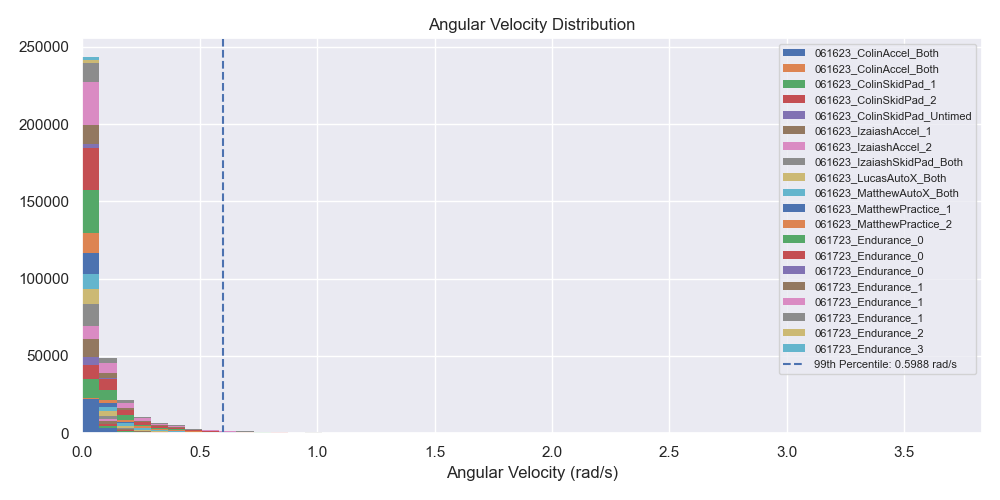 Angular Velocity Distribution
250000
200000
150000
100000
50000
0
0.0
0.5
1.0
1.5
2.0
2.5
3.0
3.5
Angular Velocity (rad/s)
061623_ColinAccel_Both
061623_ColinAccel_Both
061623_ColinSkidPad_1
061623_ColinSkidPad_2
061623_ColinSkidPad_Untimed
061623_IzaiashAccel_1
061623_IzaiashAccel_2
061623_IzaiashSkidPad_Both
061623_LucasAutoX_Both
061623_MatthewAutoX_Both
061623_MatthewPractice_1
061623_MatthewPractice_2
061723_Endurance_0
061723_Endurance_0
061723_Endurance_0
061723_Endurance_1
061723_Endurance_1
061723_Endurance_1
061723_Endurance_2
061723_Endurance_3
99th Percentile: 0.5988 rad/s